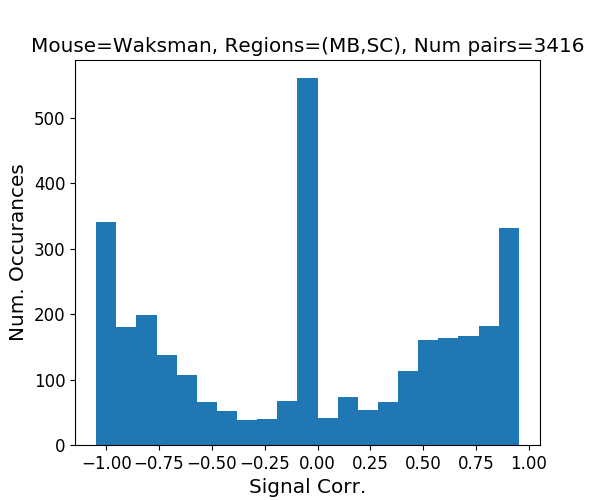 Mouse=Waksman, Regions=(MB,SC), Num pairs=3416
500
400
300
200
100
0
Num. Occurances
−1.00 −0.75 −0.50 −0.25 0.00 0.25 0.50 0.75 1.00
Signal Corr.